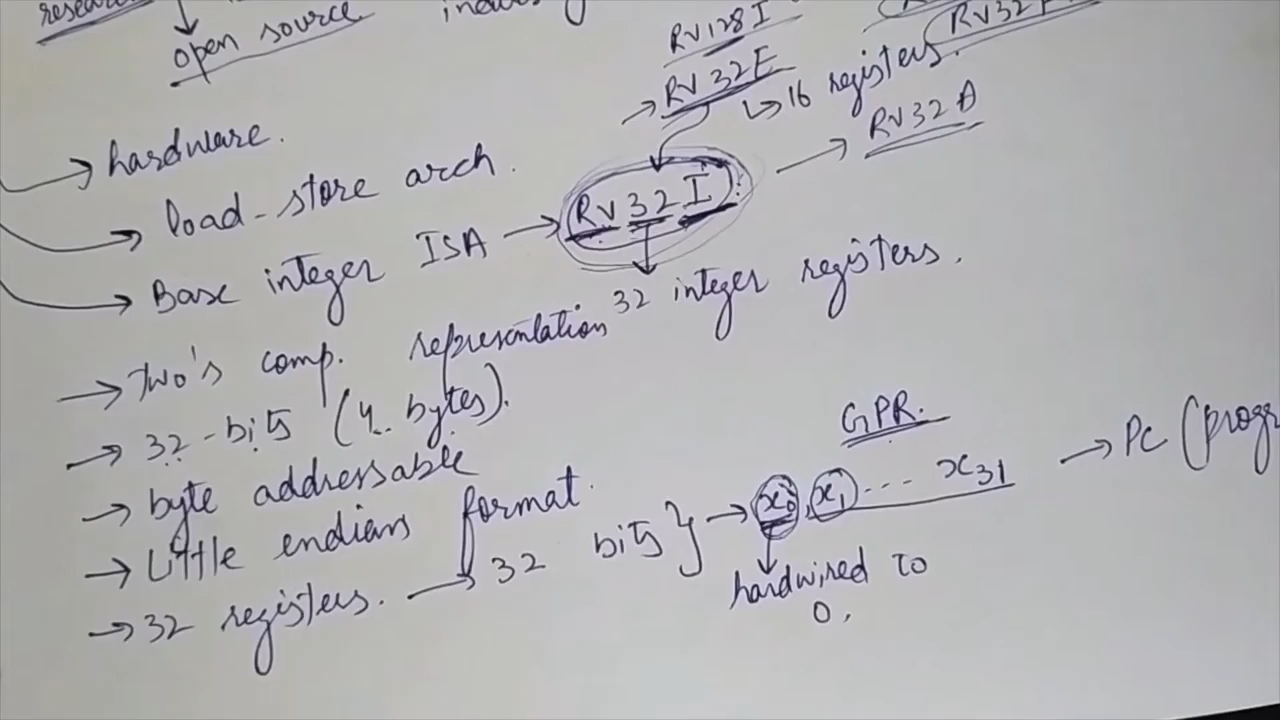 open source
RV128I
RV32E
↳ 16 registers.
RV32A
→ hardware.
→ load-store arch.
→ Base integer ISA → RV32I
32 integer registers.
→ Two's comp. representation
→ 32-bits (4 bytes).
→ byte addressable
→ Little endian format.
→ 32 registers. → 32 bits} → x0, x1 --- x31
GPR.
→ PC (progr
hardwired to
0.